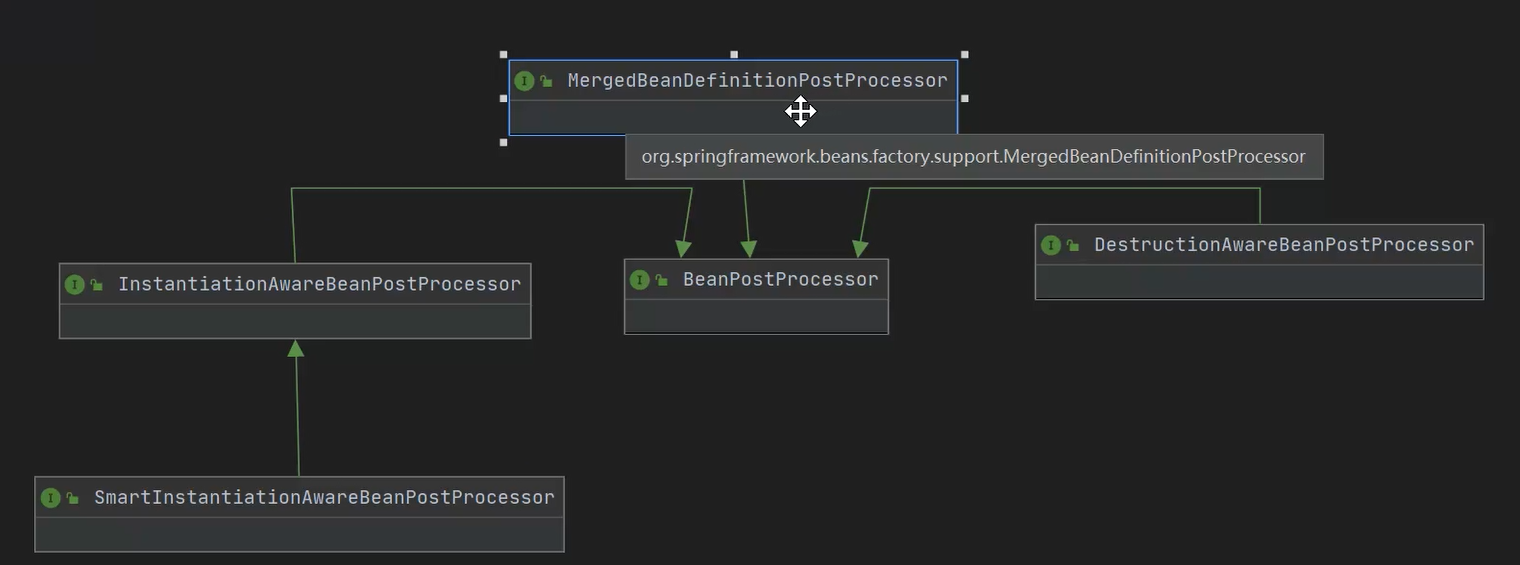 I MergedBeanDefinitionPostProcessor
org.springframework.beans.factory.support.MergedBeanDefinitionPostProcessor
I DestructionAwareBeanPostProcessor
I InstantiationAwareBeanPostProcessor
I BeanPostProcessor
I SmartInstantiationAwareBeanPostProcessor